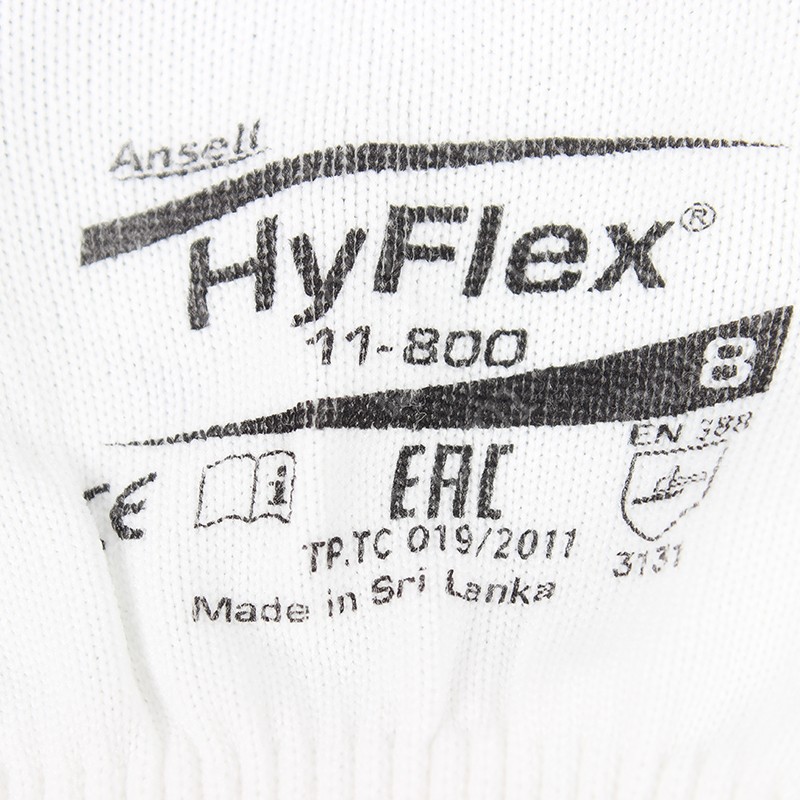 Ansell
HyFlex®
11-800
8
CE
i
EAC
EN 388
TP.TC 019/2011
3131
Made in Sri Lanka